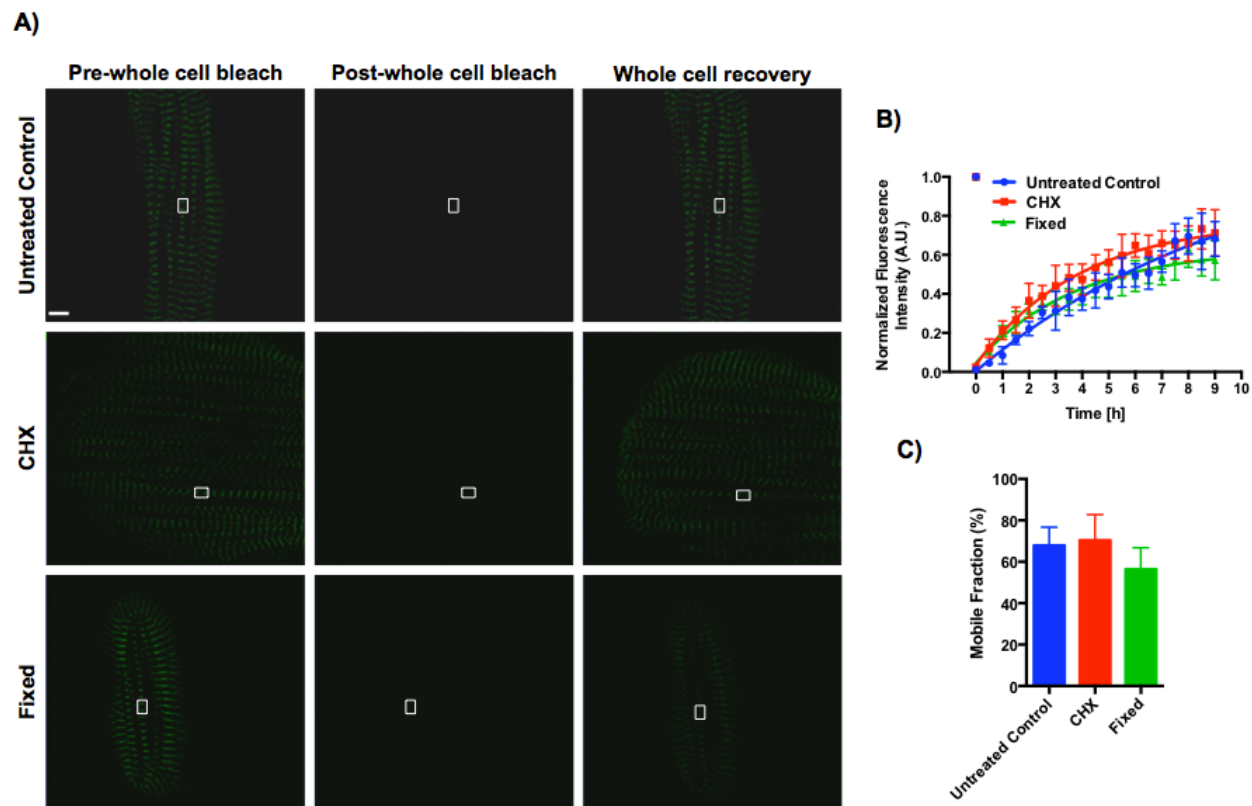 A)
Pre-whole cell bleach
Post-whole cell bleach
Whole cell recovery
Untreated Control
CHX
Fixed
B)
Normalized Fluorescence
Intensity (A.U.)
1.0
0.8
0.6
0.4
0.2
0.0
Untreated Control
CHX
Fixed
0 1 2 3 4 5 6 7 8 9 10
Time [h]
C)
Mobile Fraction (%)
100
80
60
40
20
0
Untreated Control
CHX
Fixed